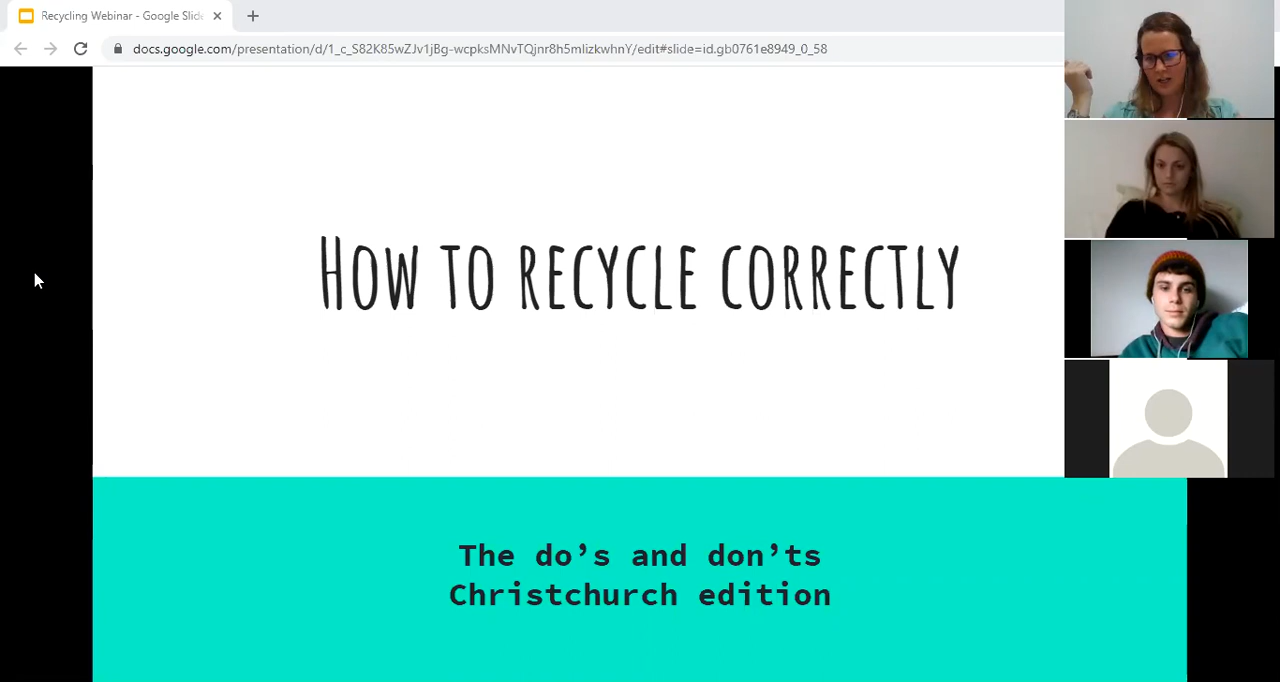 Recycling Webinar - Google Slide
docs.google.com/presentation/d/1_c_S82K85wZJv1jBg-wcpksMNvTQjnr8h5mlizkwhnY/edit#slide=id.gb0761e8949_0_58
HOW TO RECYCLE CORRECTLY
The do’s and don’ts
Christchurch edition